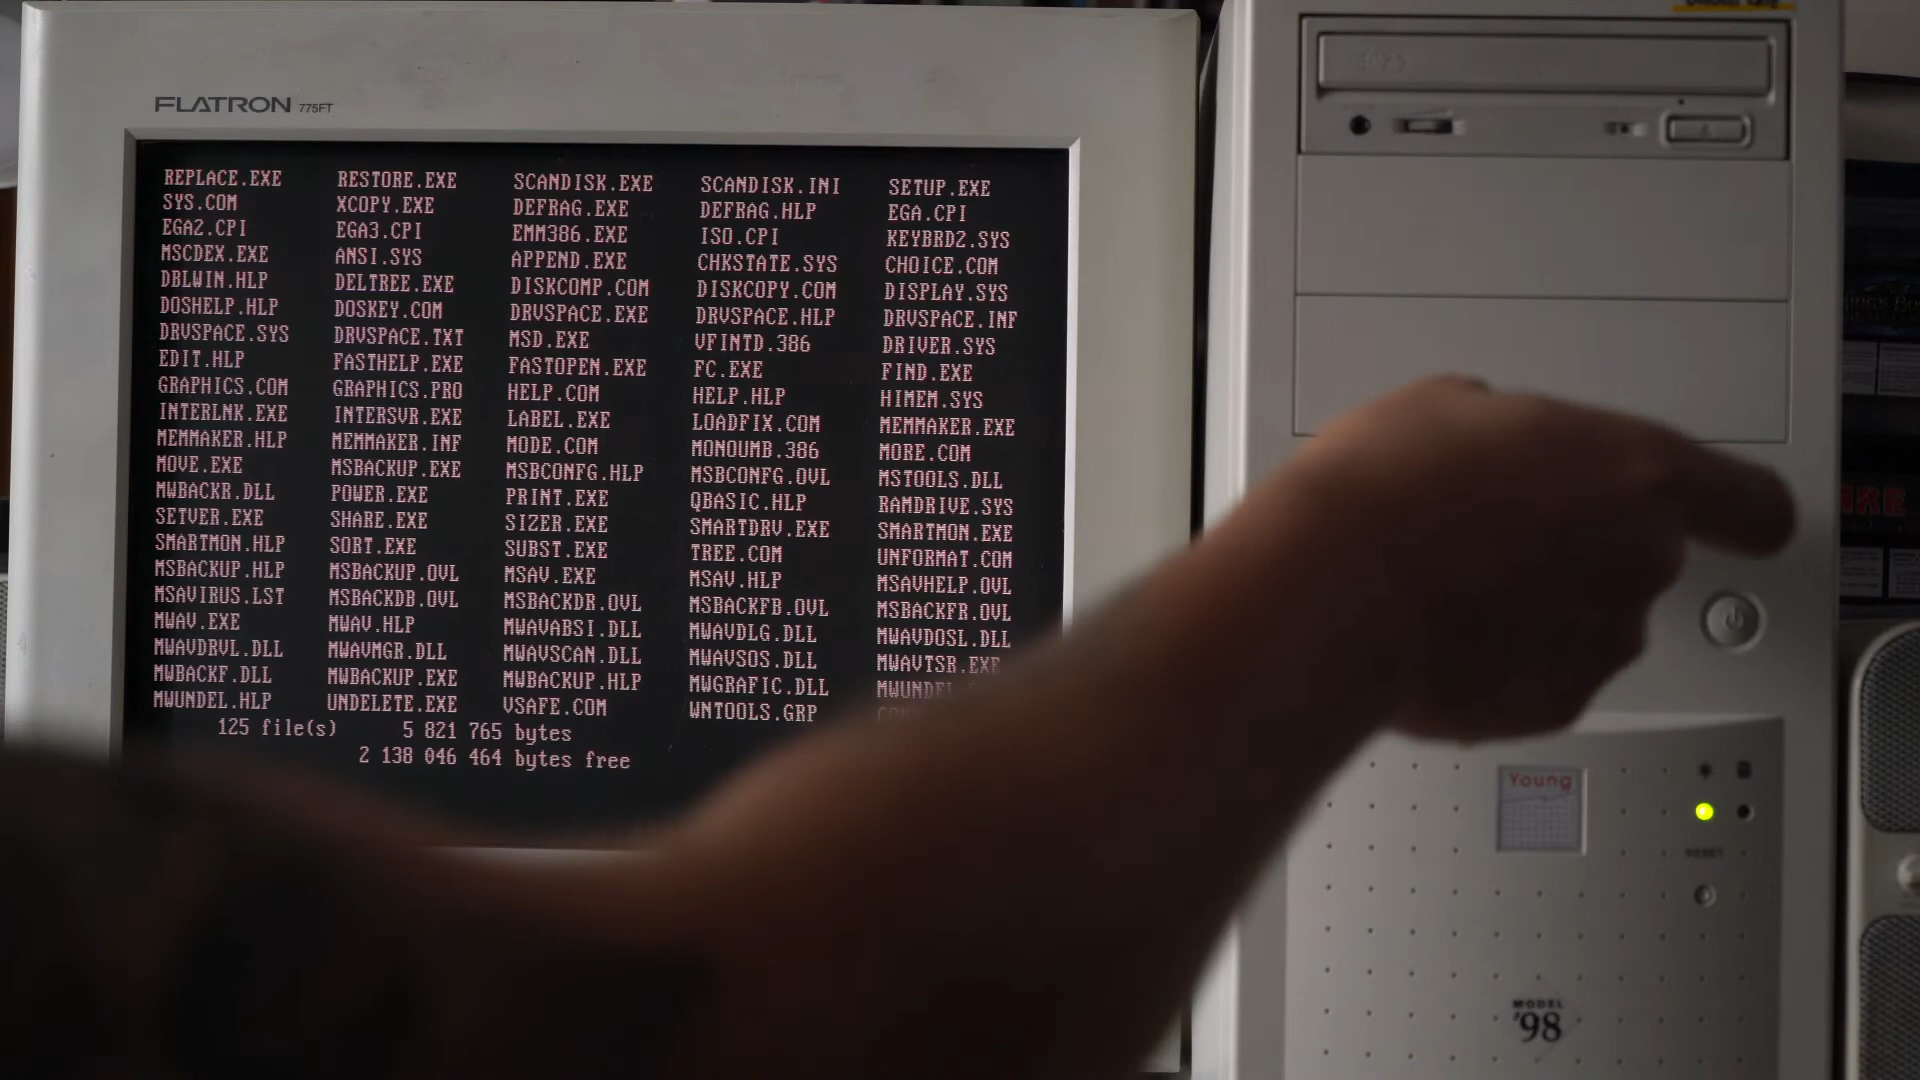 FLATRON 775FT
REPLACE.EXE RESTORE.EXE SCANDISK.EXE SCANDISK.INI SETUP.EXE
SYS.COM XCOPY.EXE DEFRAG.EXE DEFRAG.HLP EGA.CPI
EGA2.CPI EGA3.CPI EMM386.EXE ISO.CPI KEYBRD2.SYS
MSCDEX.EXE ANSI.SYS APPEND.EXE CHKSTATE.SYS CHOICE.COM
DBLWIN.HLP DELTREE.EXE DISKCOMP.COM DISKCOPY.COM DISPLAY.SYS
DOSHELP.HLP DOSKEY.COM DRVSPACE.EXE DRVSPACE.HLP DRVSPACE.INF
DRVSPACE.SYS DRVSPACE.TXT MSD.EXE VFINTD.386 DRIVER.SYS
EDIT.HLP FASTHELP.EXE FASTOPEN.EXE FC.EXE FIND.EXE
GRAPHICS.COM GRAPHICS.PRO HELP.COM HELP.HLP HIMEM.SYS
INTERLNK.EXE INTERSVR.EXE LABEL.EXE LOADFIX.COM MEMMAKER.EXE
MEMMAKER.HLP MEMMAKER.INF MODE.COM MONOUMB.386 MORE.COM
MOVE.EXE MSBACKUP.EXE MSBCONFG.HLP MSBCONFG.OVL MSTOOLS.DLL
MWBACKR.DLL POWER.EXE PRINT.EXE QBASIC.HLP RAMDRIVE.SYS
SETVER.EXE SHARE.EXE SIZER.EXE SMARTDRV.EXE SMARTMON.EXE
SMARTMON.HLP SORT.EXE SUBST.EXE TREE.COM UNFORMAT.COM
MSBACKUP.HLP MSBACKUP.OVL MSAV.EXE MSAV.HLP MSAVHELP.OVL
MSAVIRUS.LST MSBACKDB.OVL MSBACKDR.OVL MSBACKFB.OVL MSBACKFR.OVL
MWAV.EXE MWAV.HLP MWAVABSI.DLL MWAVDLG.DLL MWAVDOSL.DLL
MWAVDRVL.DLL MWAVMGR.DLL MWAVSCAN.DLL MWAVSOS.DLL MWAVTSR.EXE
MWBACKF.DLL MWBACKUP.EXE MWBACKUP.HLP MWGRAFIC.DLL
MWUNDEL.HLP UNDELETE.EXE VSAFE.COM WNTOOLS.GRP
125 file(s) 5 821 765 bytes
2 138 046 464 bytes free
Young
RESET
MODEL
'98